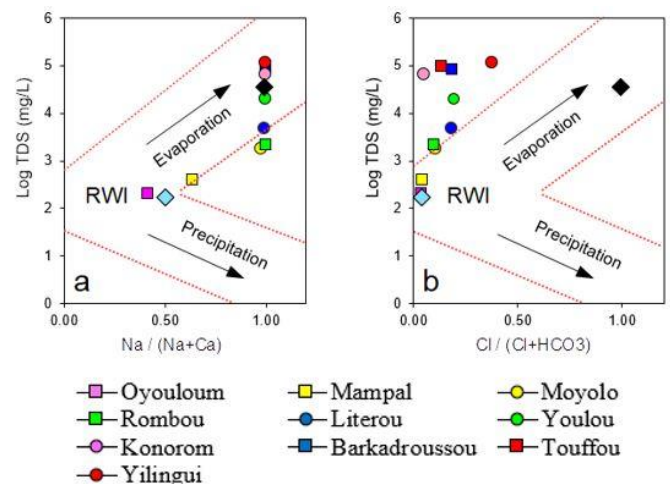 6
5
4
3
2
1
0
Log TDS (mg/L)
Evaporation
RWI
Precipitation
a
0.00
0.50
1.00
Na / (Na+Ca)
6
5
4
3
2
1
0
Log TDS (mg/L)
Evaporation
RWI
Precipitation
b
0.00
0.50
1.00
Cl / (Cl+HCO3)
Oyouloum Mampal Moyolo
Rombou Literou Youlou
Konorom Barkadroussou Touffou
Yilingui